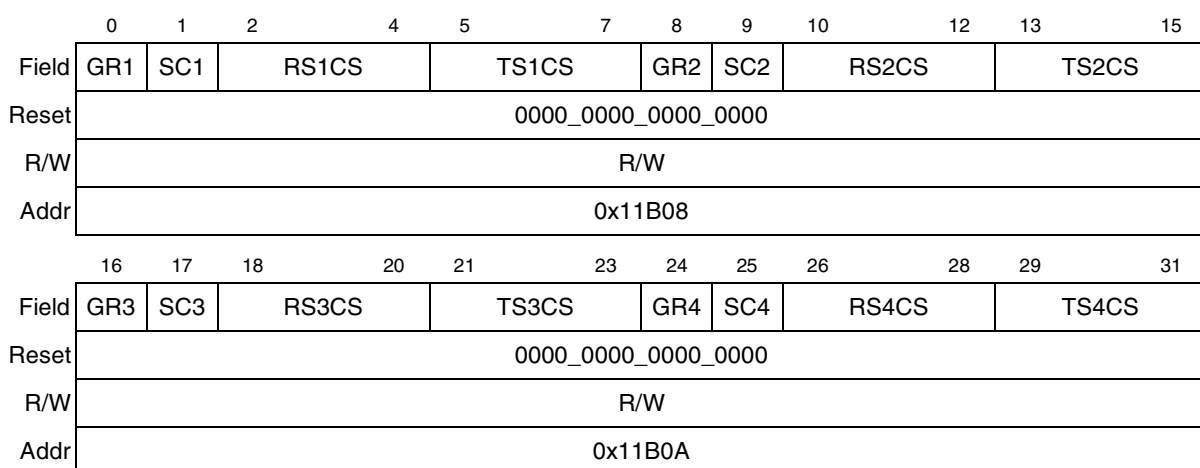 0 1 2 4 5 7 8 9 10 12 13 15
Field GR1 SC1 RS1CS TS1CS GR2 SC2 RS2CS TS2CS
Reset 0000_0000_0000_0000
R/W R/W
Addr 0x11B08
16 17 18 20 21 23 24 25 26 28 29 31
Field GR3 SC3 RS3CS TS3CS GR4 SC4 RS4CS TS4CS
Reset 0000_0000_0000_0000
R/W R/W
Addr 0x11B0A